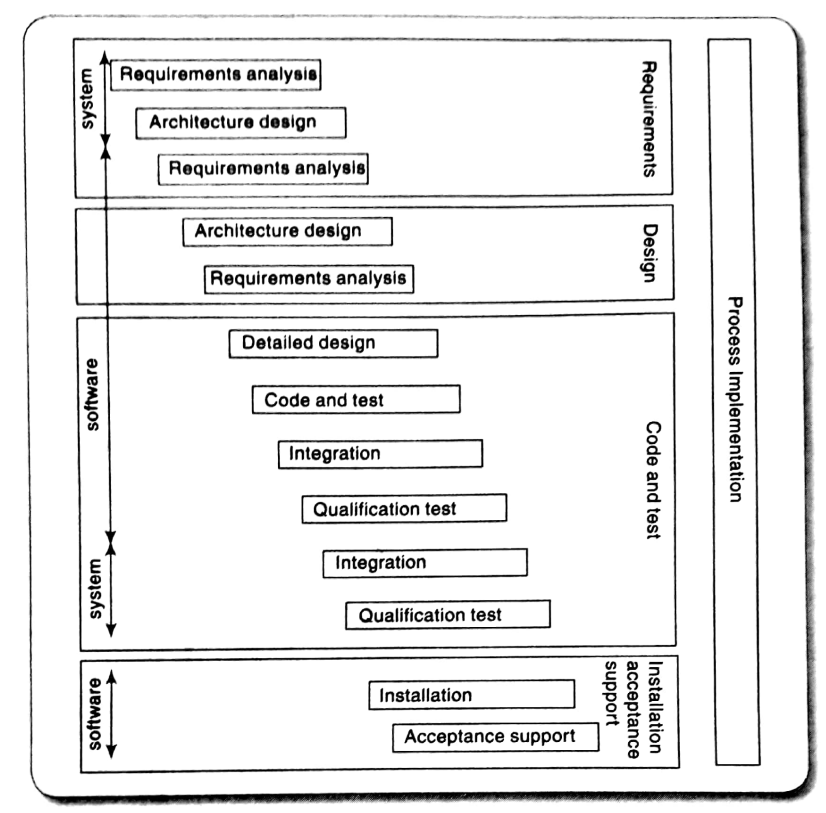 system
Requirements analysis
Architecture design
Requirements analysis
Requirements
Architecture design
Requirements analysis
Design
software
Detailed design
Code and test
Integration
Qualification test
Code and test
system
Integration
Qualification test
software
Installation
Acceptance support
Installation
acceptance
support
Process Implementation